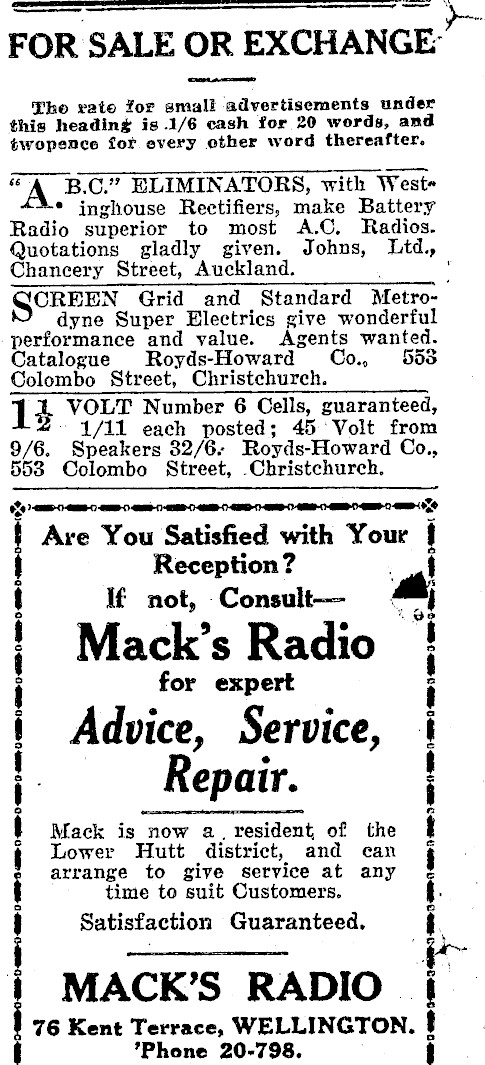 FOR SALE OR EXCHANGE
The rate for small advertisements under
this heading is 1/6 cash for 20 words, and
twopence for every other word thereafter.
"A.B.C." ELIMINATORS, with West-
inghouse Rectifiers, make Battery
Radio superior to most A.C. Radios.
Quotations gladly given. Johns, Ltd.,
Chancery Street, Auckland.
SCREEN Grid and Standard Metro-
dyne Super Electrics give wonderful
performance and value. Agents wanted.
Catalogue Royds-Howard Co., 553
Colombo Street, Christchurch.
1½ VOLT Number 6 Cells, guaranteed,
1/11 each posted; 45 Volt from
9/6. Speakers 32/6. Royds-Howard Co.,
553 Colombo Street, Christchurch.
Are You Satisfied with Your
Reception?
If not, Consult—
Mack's Radio
for expert
Advice, Service,
Repair.
Mack is now a resident of the
Lower Hutt district, and can
arrange to give service at any
time to suit Customers.
Satisfaction Guaranteed.
MACK'S RADIO
76 Kent Terrace, WELLINGTON.
'Phone 20-798.